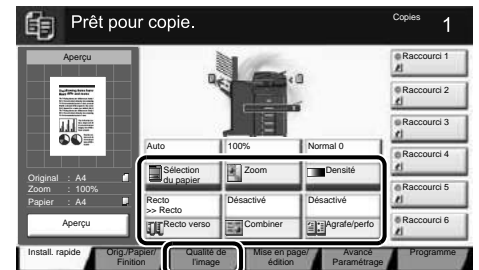 Prêt pour copie.
Copies
1
Aperçu
Original : A4
Zoom : 100%
Papier : A4
Aperçu
Auto
100%
Normal 0
Sélection
du papier
Zoom
Densité
Recto
>> Recto
Désactivé
Désactivé
Recto verso
Combiner
Agrafe/perfo
Raccourci 1
Raccourci 2
Raccourci 3
Raccourci 4
Raccourci 5
Raccourci 6
Install. rapide
Orig./Papier/
Finition
Qualité de
l'image
Mise en page/
édition
Avancé
Paramétrage
Programme